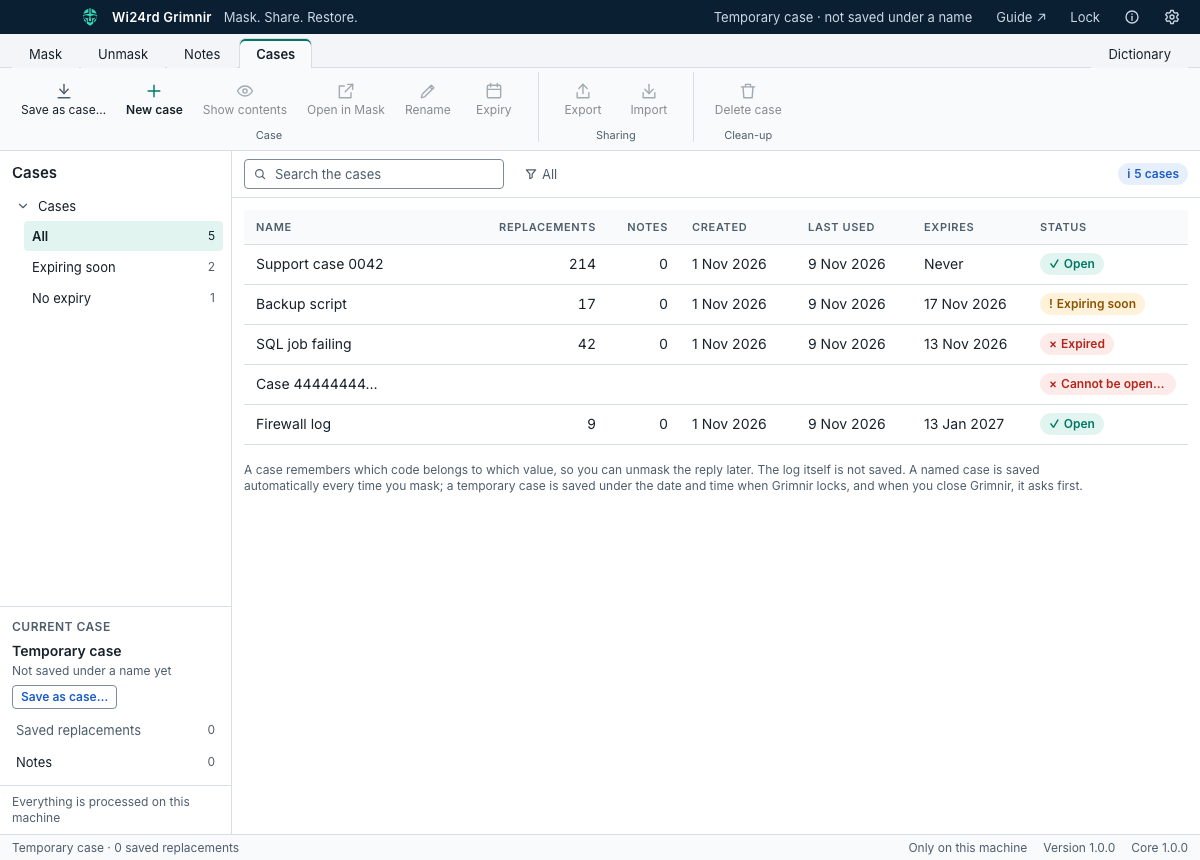 Wi24rd Grimnir Mask. Share. Restore. Temporary case · not saved under a name Guide ↗ Lock
Mask Unmask Notes Cases Dictionary
Save as case... New case Show contents Open in Mask Rename Expiry Export Import Delete case
Case Sharing Clean-up
Cases
Search the cases All i 5 cases
Cases
All 5
Expiring soon 2
No expiry 1
NAME REPLACEMENTS NOTES CREATED LAST USED EXPIRES STATUS
Support case 0042 214 0 1 Nov 2026 9 Nov 2026 Never ✓ Open
Backup script 17 0 1 Nov 2026 9 Nov 2026 17 Nov 2026 ! Expiring soon
SQL job failing 42 0 1 Nov 2026 9 Nov 2026 13 Nov 2026 × Expired
Case 44444444... × Cannot be open...
Firewall log 9 0 1 Nov 2026 9 Nov 2026 13 Jan 2027 ✓ Open
A case remembers which code belongs to which value, so you can unmask the reply later. The log itself is not saved. A named case is saved
automatically every time you mask; a temporary case is saved under the date and time when Grimnir locks, and when you close Grimnir, it asks first.
CURRENT CASE
Temporary case
Not saved under a name yet
Save as case...
Saved replacements 0
Notes 0
Everything is processed on this
machine
Temporary case · 0 saved replacements Only on this machine Version 1.0.0 Core 1.0.0